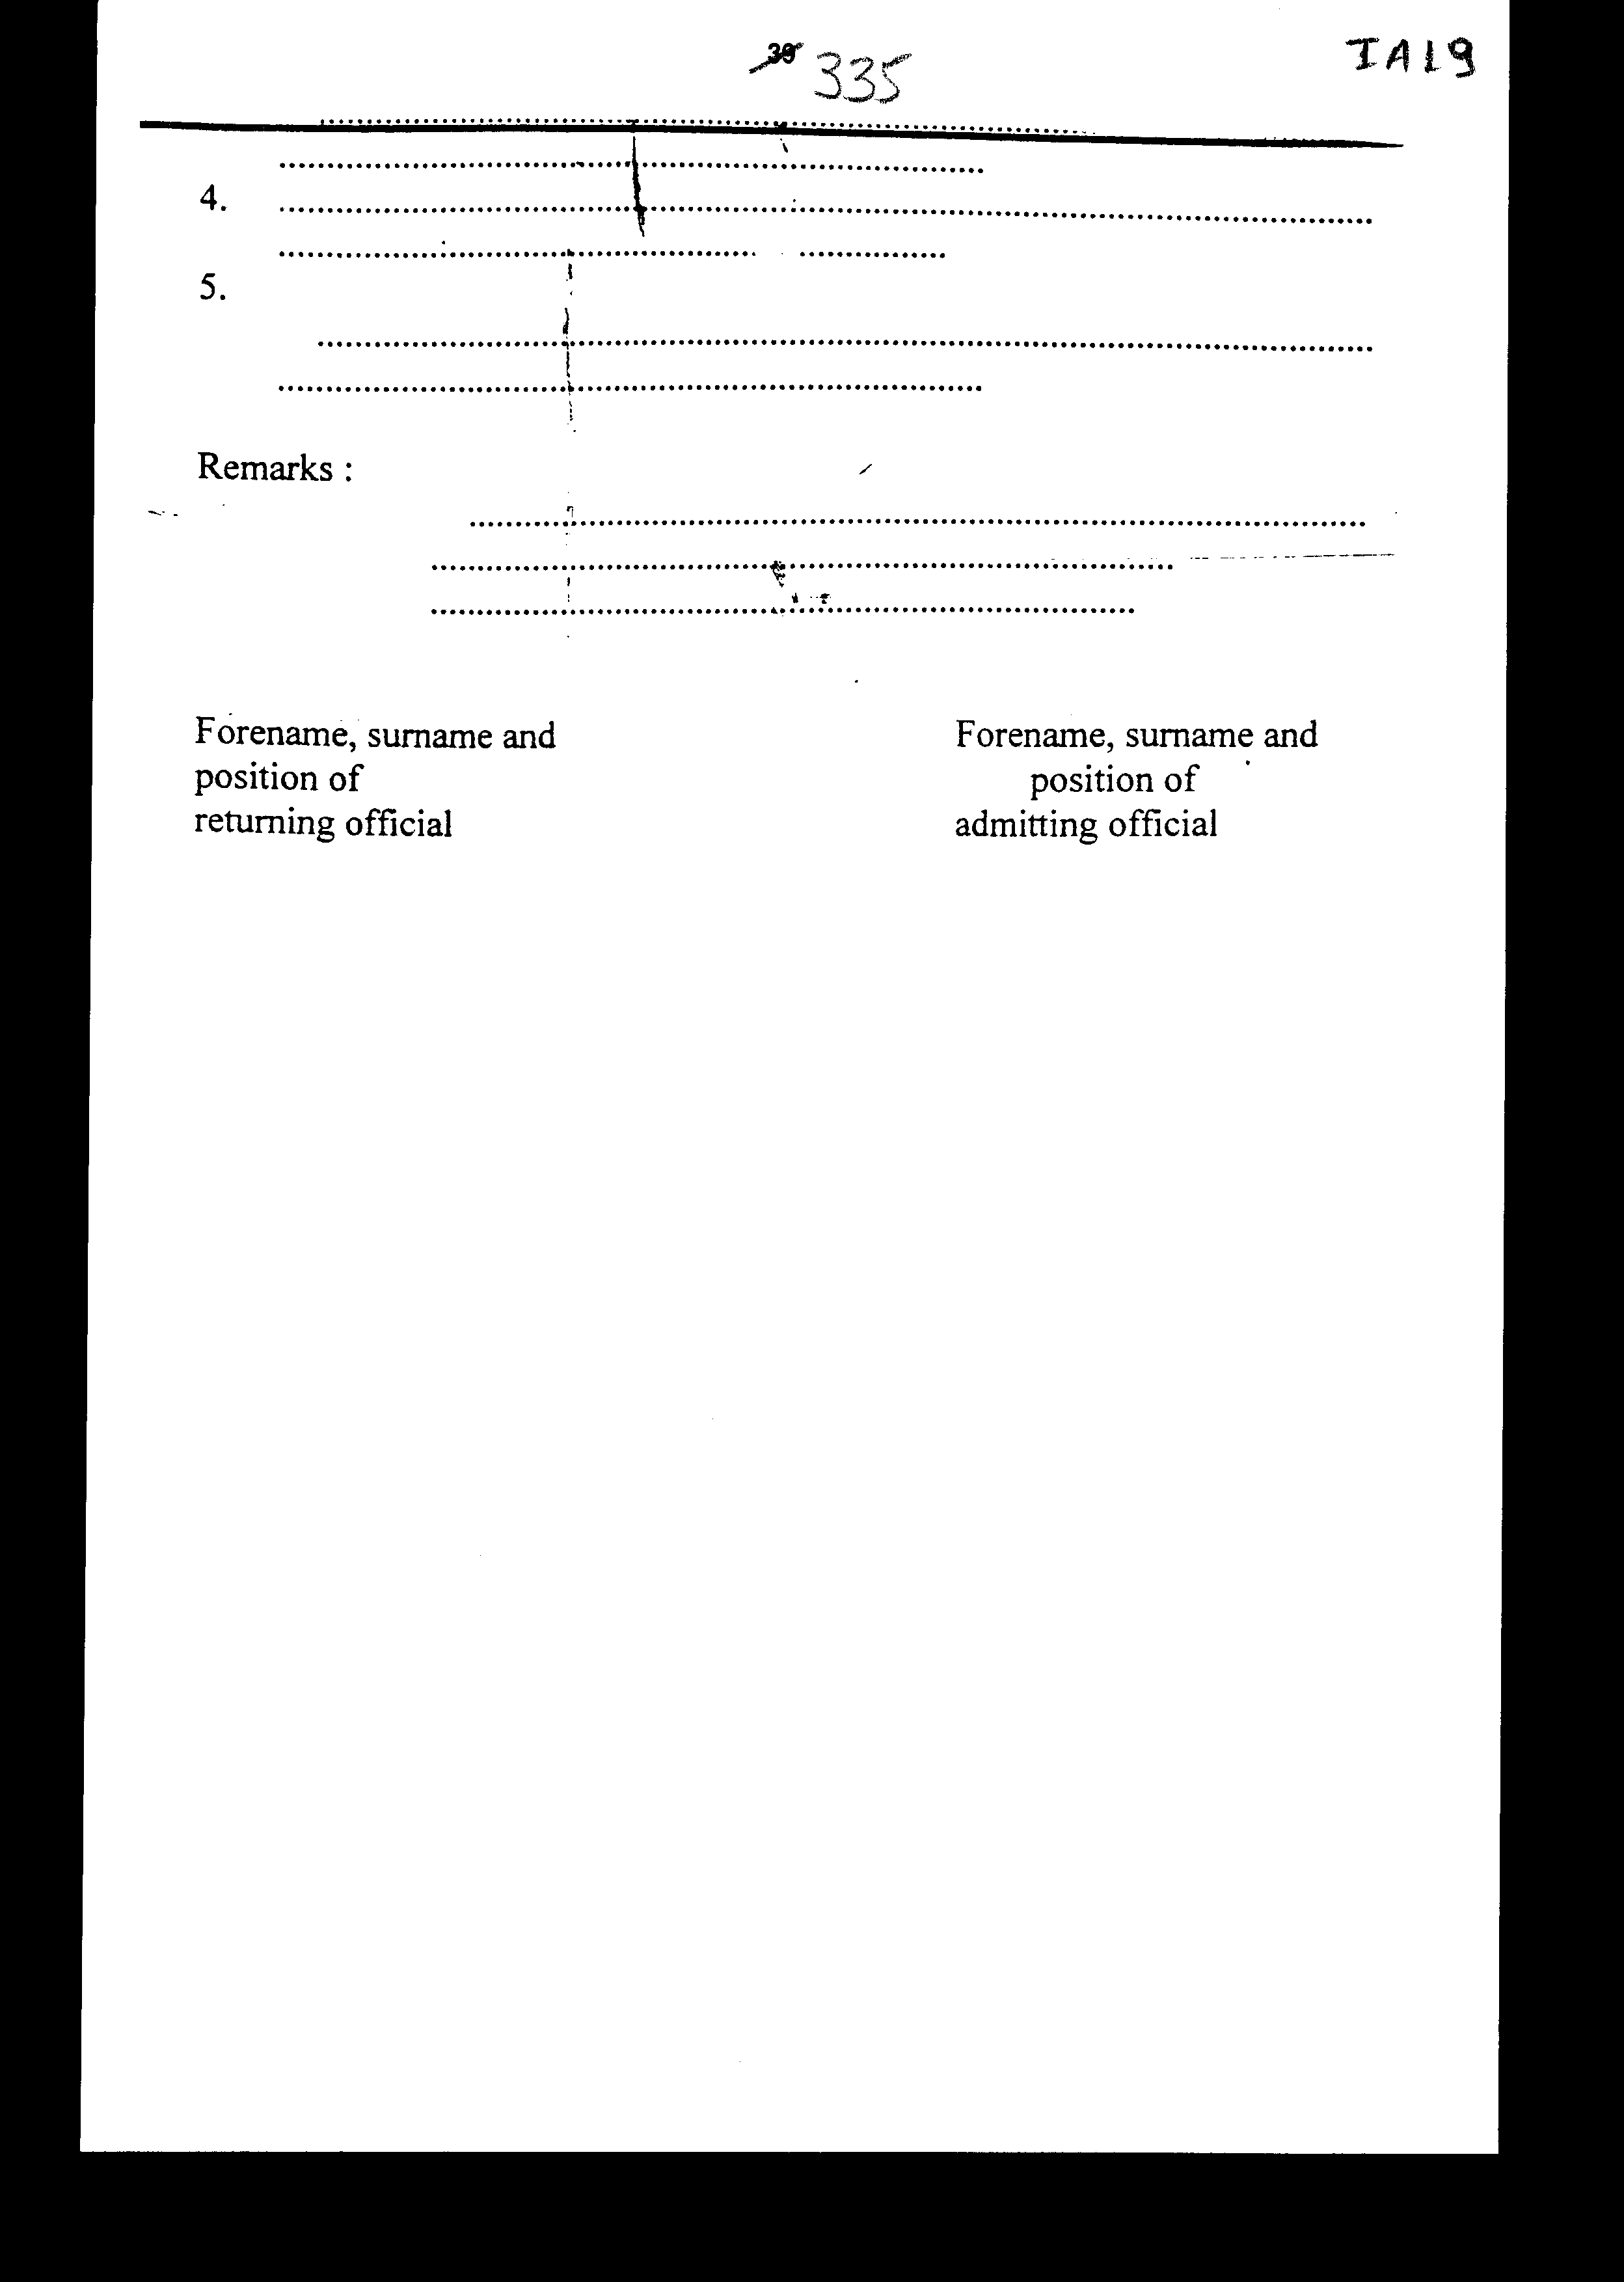 39 335
IA19
................................................................................
..........................................................................
4. ....................................................................................................................
.................................................. ................
5.
................................................................................................................
..........................................................................
Remarks :
...............................................................................................
..............................................................................
..........................................................................
Forename, surname and
position of
returning official
Forename, surname and
position of
admitting official